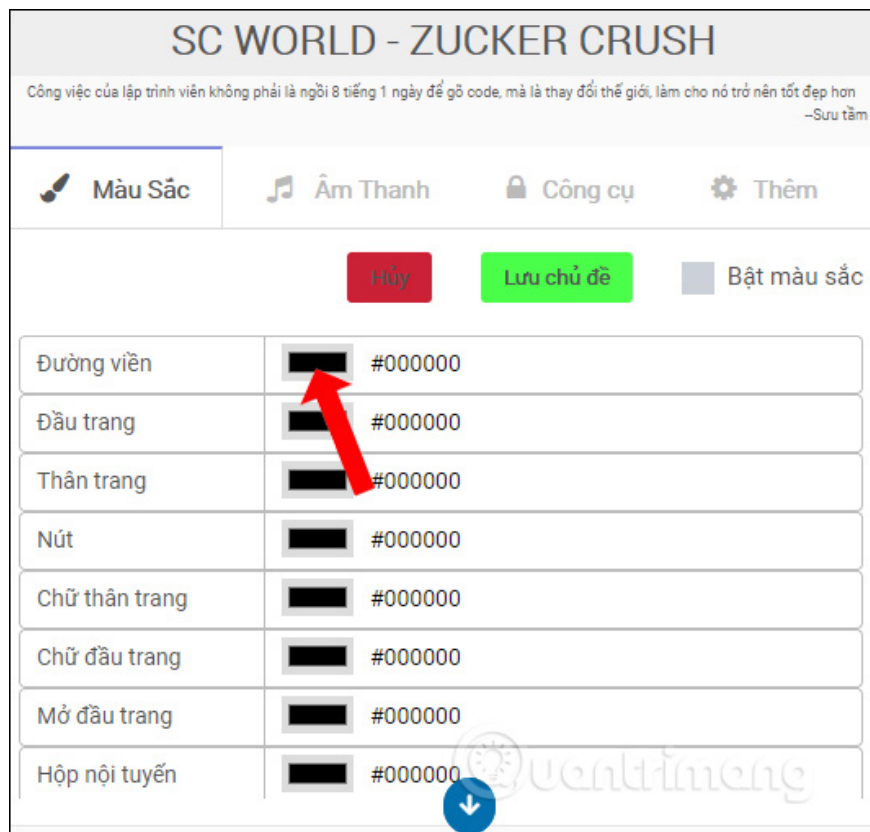 SC WORLD - ZUCKER CRUSH
Công việc của lập trình viên không phải là ngồi 8 tiếng 1 ngày để gõ code, mà là thay đổi thế giới, làm cho nó trở nên tốt đẹp hơn
--Sưu tầm
Màu Sắc Âm Thanh Công cụ Thêm
Hủy Lưu chủ đề Bật màu sắc
Đường viền #000000
Đầu trang #000000
Thân trang #000000
Nút #000000
Chữ thân trang #000000
Chữ đầu trang #000000
Mở đầu trang #000000
Hộp nội tuyến #000000
Quantrimang